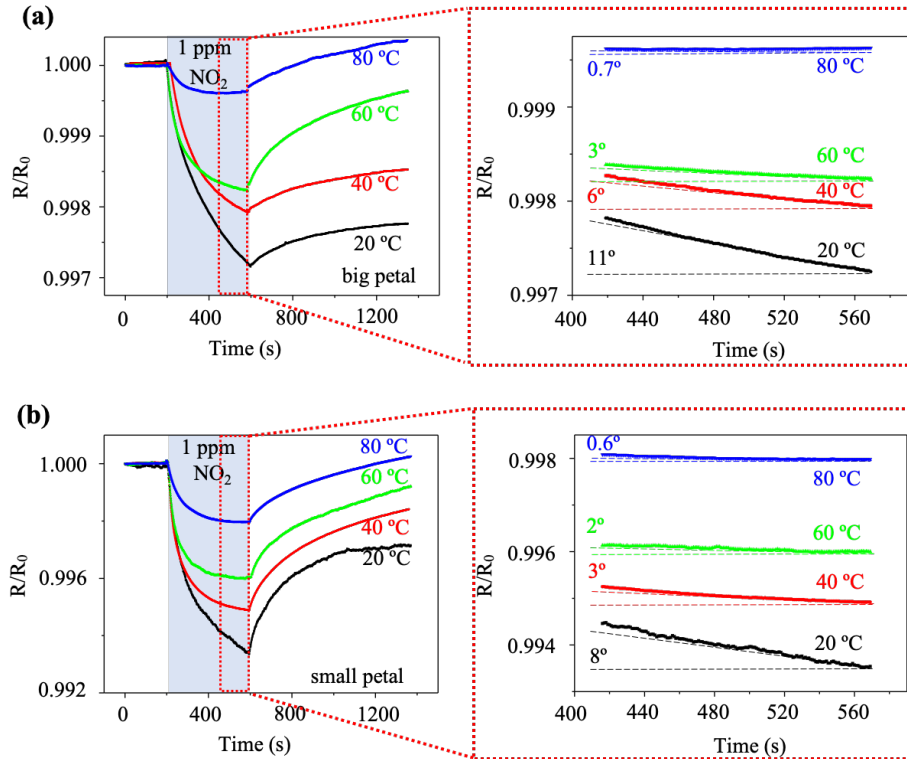 (a)
1 ppm
NO₂
80 ºC
60 ºC
40 ºC
20 ºC
big petal
1.000
0.999
0.998
0.997
R/R₀
0 400 800 1200
Time (s)
0.7º
80 ºC
3º
60 ºC
6º
40 ºC
11º
20 ºC
0.999
0.998
0.997
R/R₀
400 440 480 520 560
Time (s)
(b)
1 ppm
NO₂
80 ºC
60 ºC
40 ºC
20 ºC
small petal
1.000
0.996
0.992
R/R₀
0 400 800 1200
Time (s)
0.6º
80 ºC
2º
60 ºC
3º
40 ºC
8º
20 ºC
0.998
0.996
0.994
R/R₀
400 440 480 520 560
Time (s)